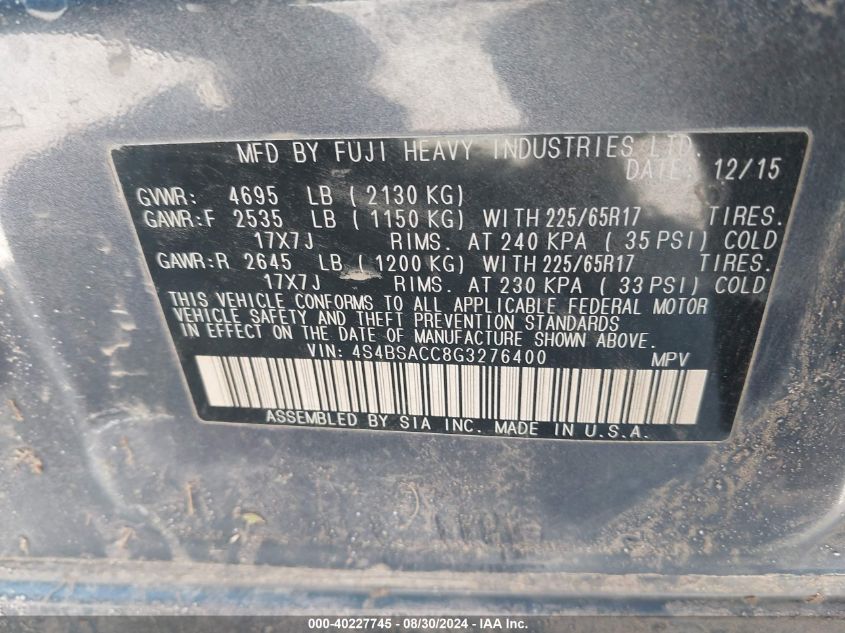 MFD BY FUJI HEAVY INDUSTRIES LTD.
DATE: 12/15
GVWR: 4695 LB ( 2130 KG)
GAWR:F 2535 LB ( 1150 KG) WITH 225/65R17 TIRES.
17X7J RIMS. AT 240 KPA ( 35 PSI) COLD
GAWR:R 2645 LB ( 1200 KG) WITH 225/65R17 TIRES.
17X7J RIMS. AT 230 KPA ( 33 PSI) COLD
THIS VEHICLE CONFORMS TO ALL APPLICABLE FEDERAL MOTOR
VEHICLE SAFETY AND THEFT PREVENTION STANDARDS
IN EFFECT ON THE DATE OF MANUFACTURE SHOWN ABOVE.
VIN: 4S4BSACC8G3276400 MPV
ASSEMBLED BY SIA INC. MADE IN U.S.A.
000-40227745 - 08/30/2024 - IAA Inc.